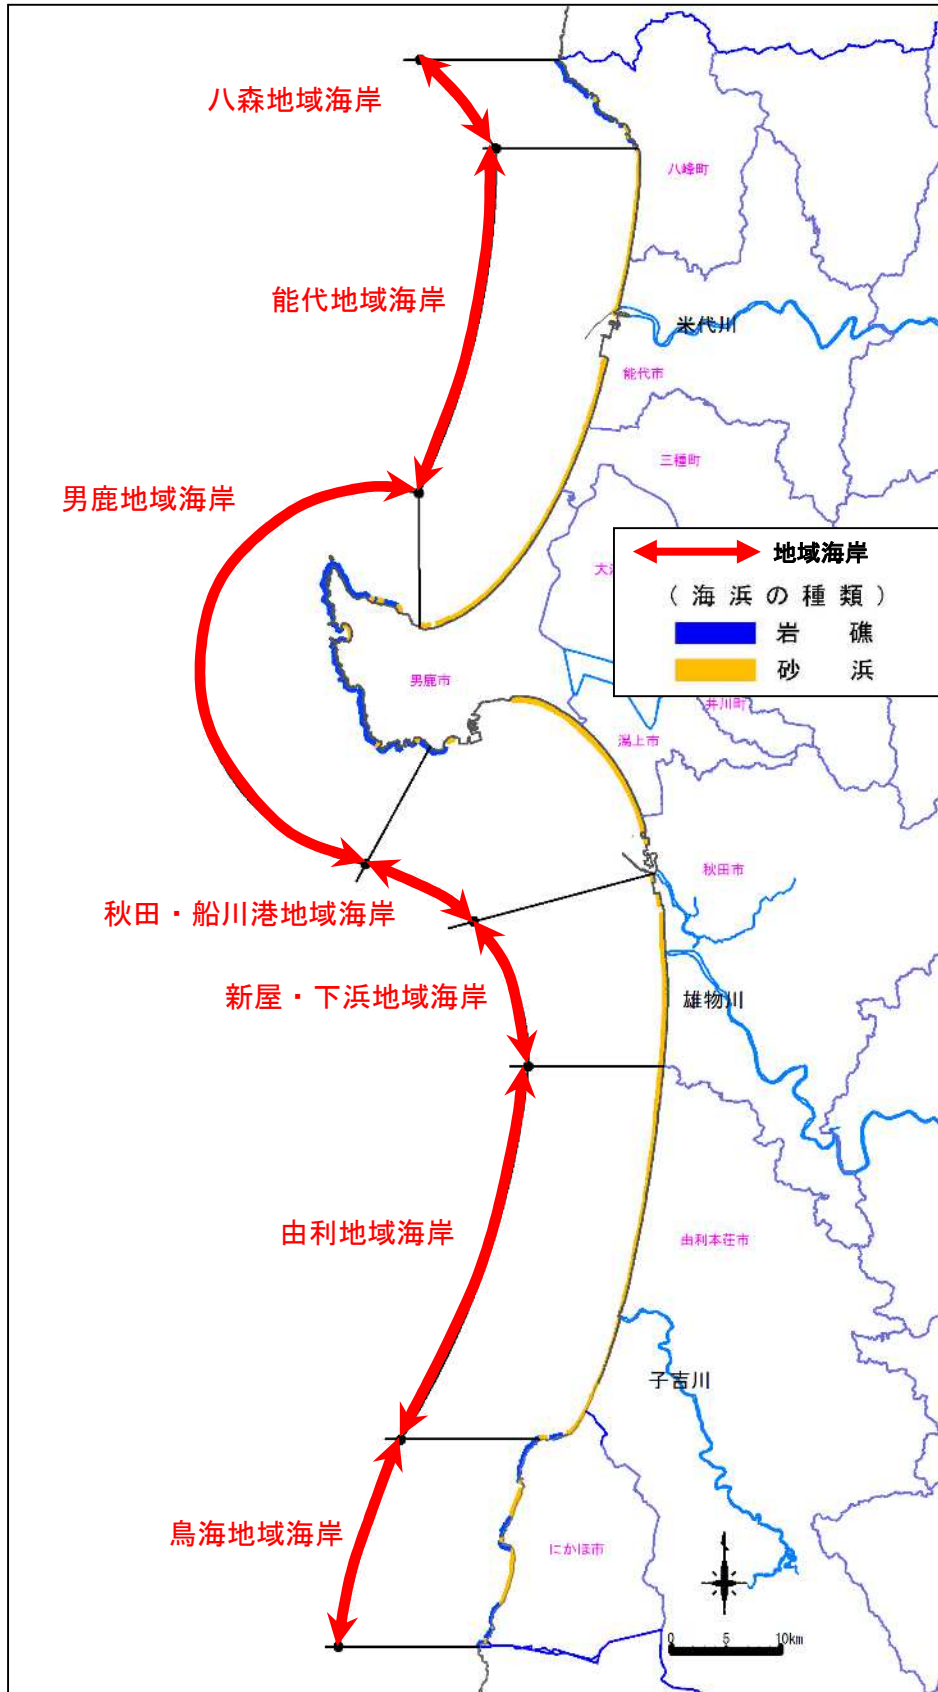 八森地域海岸
八峰町
能代地域海岸
米代川
能代市
三種町
男鹿地域海岸
地域海岸
(海浜の種類)
岩 礁
砂 浜
大
男鹿市
井川町
潟上市
秋田市
秋田・船川港地域海岸
新屋・下浜地域海岸
雄物川
由利地域海岸
由利本荘市
子吉川
鳥海地域海岸
にかほ市
0 5 10km